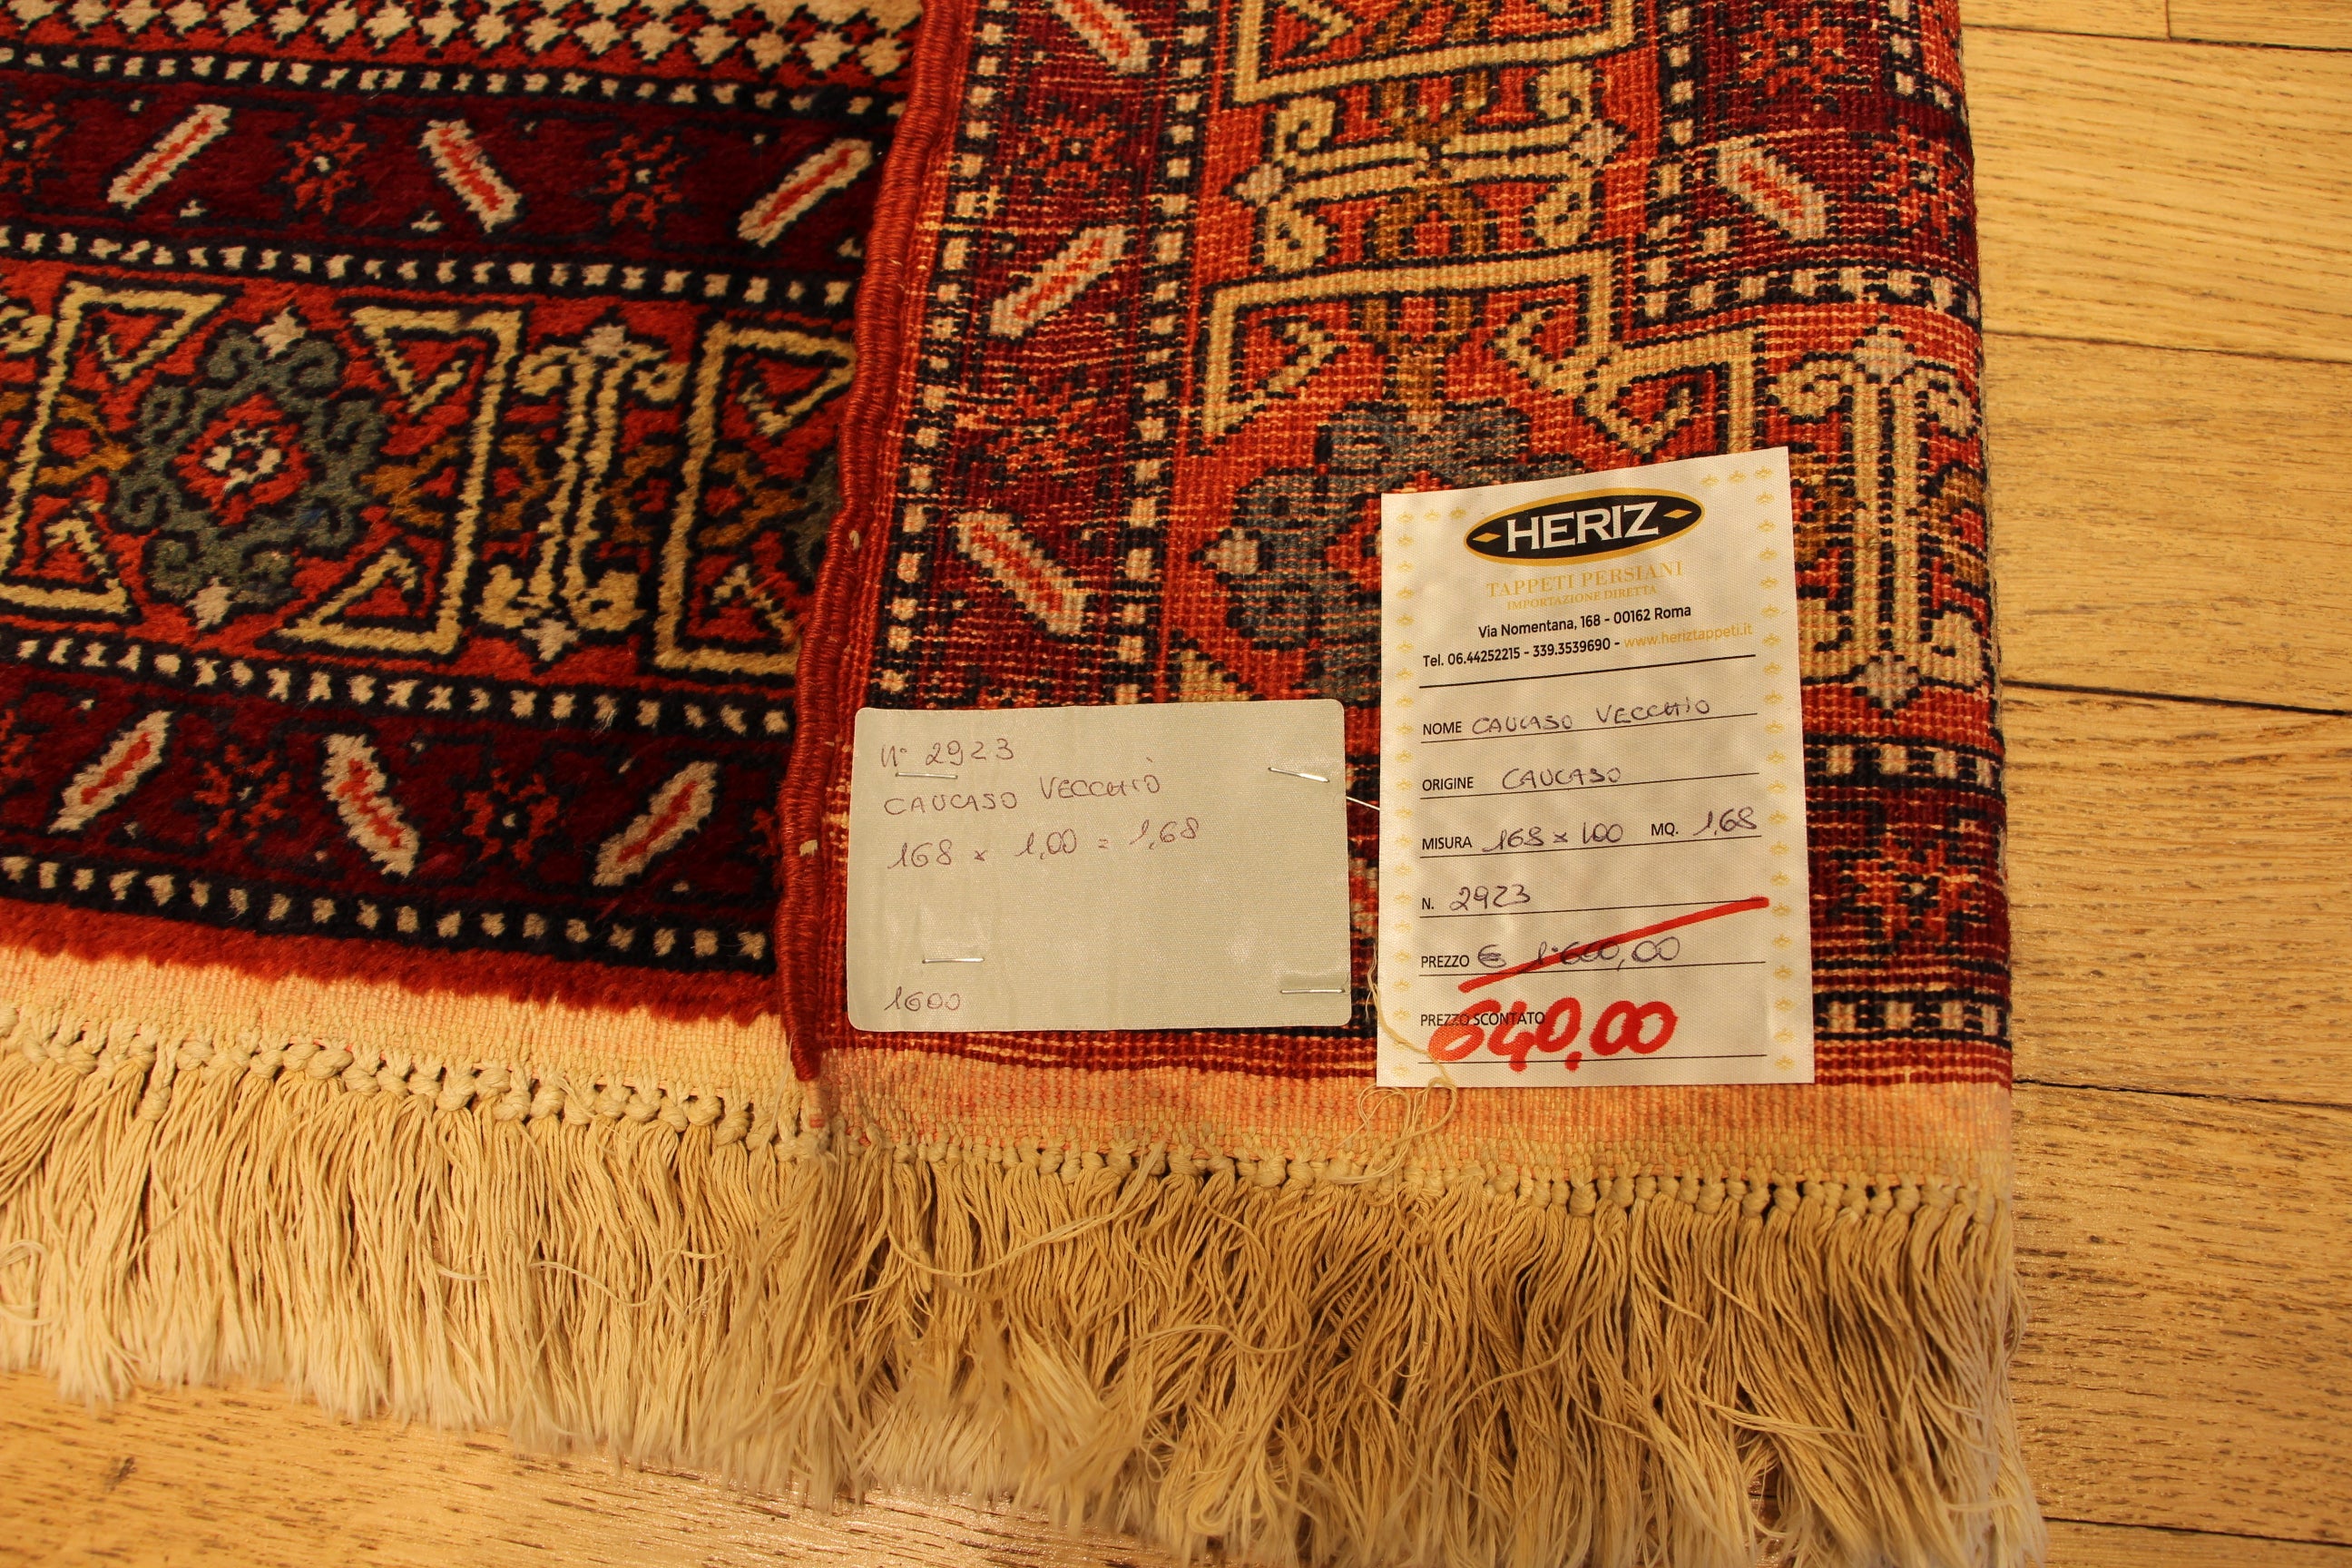 N° 2923
CAUCASO VECCHIO
168 x 1,00 = 1,68
1600
HERIZ
TAPPETI PERSIANI
IMPORTAZIONE DIRETTA
Via Nomentana, 168 - 00162 Roma
Tel. 06.44252215 - 339.3539690 - www.heriztappeti.it
NOME CAUCASO VECCHIO
ORIGINE CAUCASO
MISURA 168 x 100 MQ. 1,68
N. 2923
PREZZO € 1.600,00
PREZZO SCONTATO 640,00